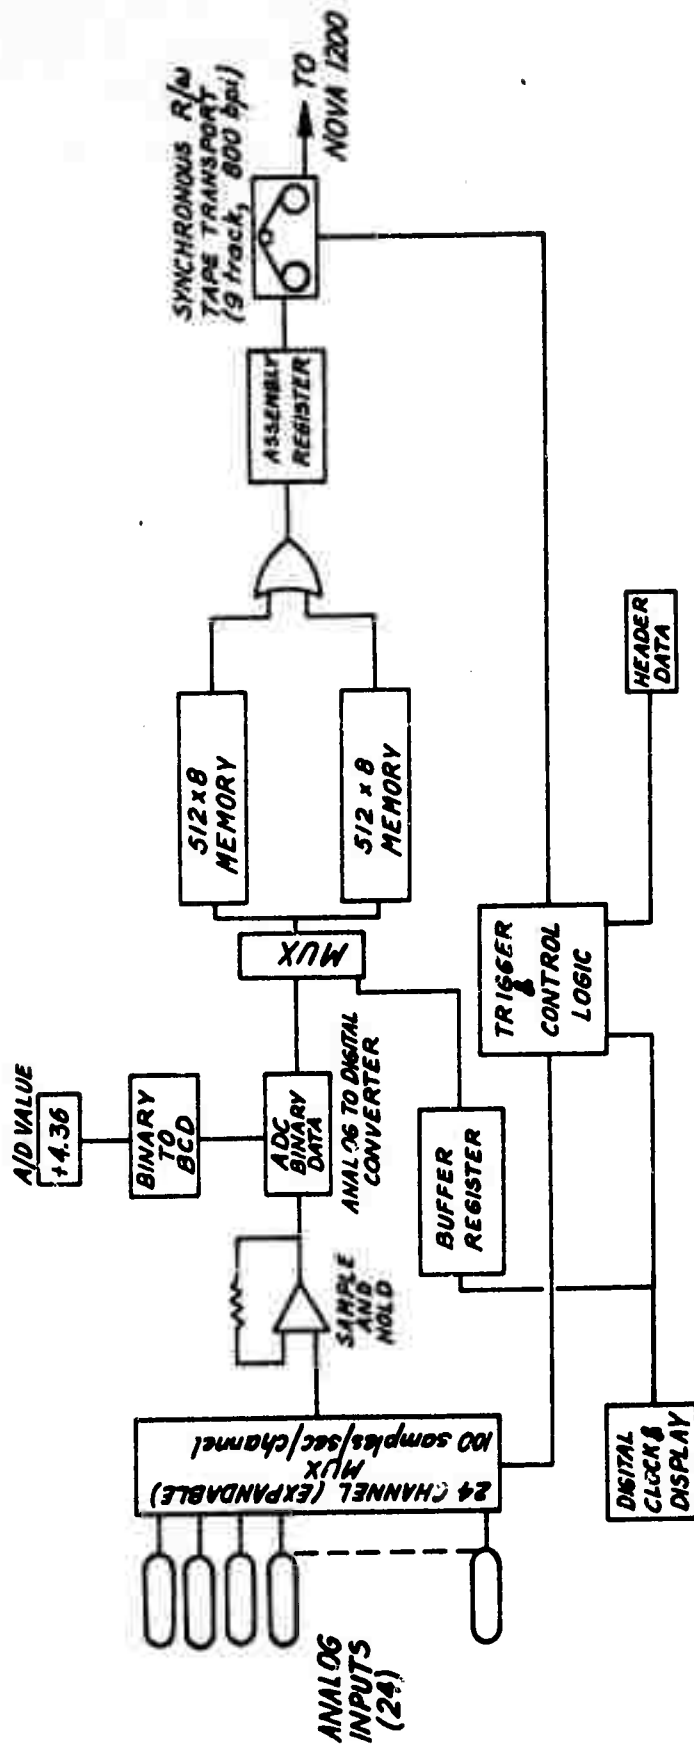 ANALOG
INPUTS
(24)
24 CHANNEL (EXPANDABLE)
MUX
100 samples/sec/channel
SAMPLE
AND
HOLD
A/D VALUE
+4.36
BINARY
TO
BCD
ADC
BINARY
DATA
ANALOG TO DIGITAL
CONVERTER
MUX
512 x 8
MEMORY
512 x 8
MEMORY
ASSEMBLY
REGISTER
SYNCHRONOUS R/W
TAPE TRANSPORT
(9 track, 800 bpi)
TO
NOVA 1200
BUFFER
REGISTER
TRIGGER
&
CONTROL
LOGIC
DIGITAL
CLOCK &
DISPLAY
HEADER
DATA